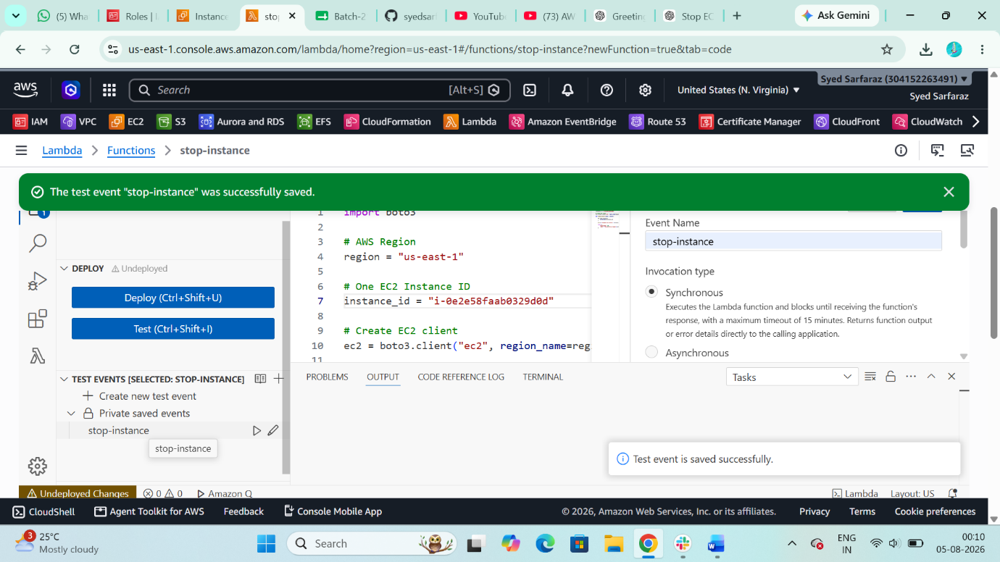 (5) Wha
Roles | I
Instance
stop
Batch-2
syedsar
YouTube
(73) AW
Greeting
Stop EC
Ask Gemini
us-east-1.console.aws.amazon.com/lambda/home?region=us-east-1#/functions/stop-instance?newFunction=true&tab=code
aws
Search
[Alt+S]
United States (N. Virginia)
Syed Sarfaraz (304152263491)
Syed Sarfaraz
IAM
VPC
EC2
S3
Aurora and RDS
EFS
CloudFormation
Lambda
Amazon EventBridge
Route 53
Certificate Manager
CloudFront
CloudWatch
Lambda
Functions
stop-instance
The test event "stop-instance" was successfully saved.
1
DEPLOY
Undeployed
Deploy (Ctrl+Shift+U)
Test (Ctrl+Shift+I)
TEST EVENTS [SELECTED: STOP-INSTANCE]
Create new test event
Private saved events
stop-instance
stop-instance
1 import boto3
2
3 # AWS Region
4 region = "us-east-1"
5
6 # One EC2 Instance ID
7 instance_id = "i-0e2e58faab0329d0d"
8
9 # Create EC2 client
10 ec2 = boto3.client("ec2", region_name=reg
11
Event Name
stop-instance
Invocation type
Synchronous
Executes the Lambda function and blocks until receiving the function's
response, with a maximum timeout of 15 minutes. Returns function output
or error details directly to the calling application.
Asynchronous
PROBLEMS
OUTPUT
CODE REFERENCE LOG
TERMINAL
Tasks
Test event is saved successfully.
Undeployed Changes
0
0
Amazon Q
Lambda
Layout: US
CloudShell
Agent Toolkit for AWS
Feedback
Console Mobile App
© 2026, Amazon Web Services, Inc. or its affiliates.
Privacy
Terms
Cookie preferences
3
25°C
Mostly cloudy
Search
ENG
IN
00:10
05-08-2026